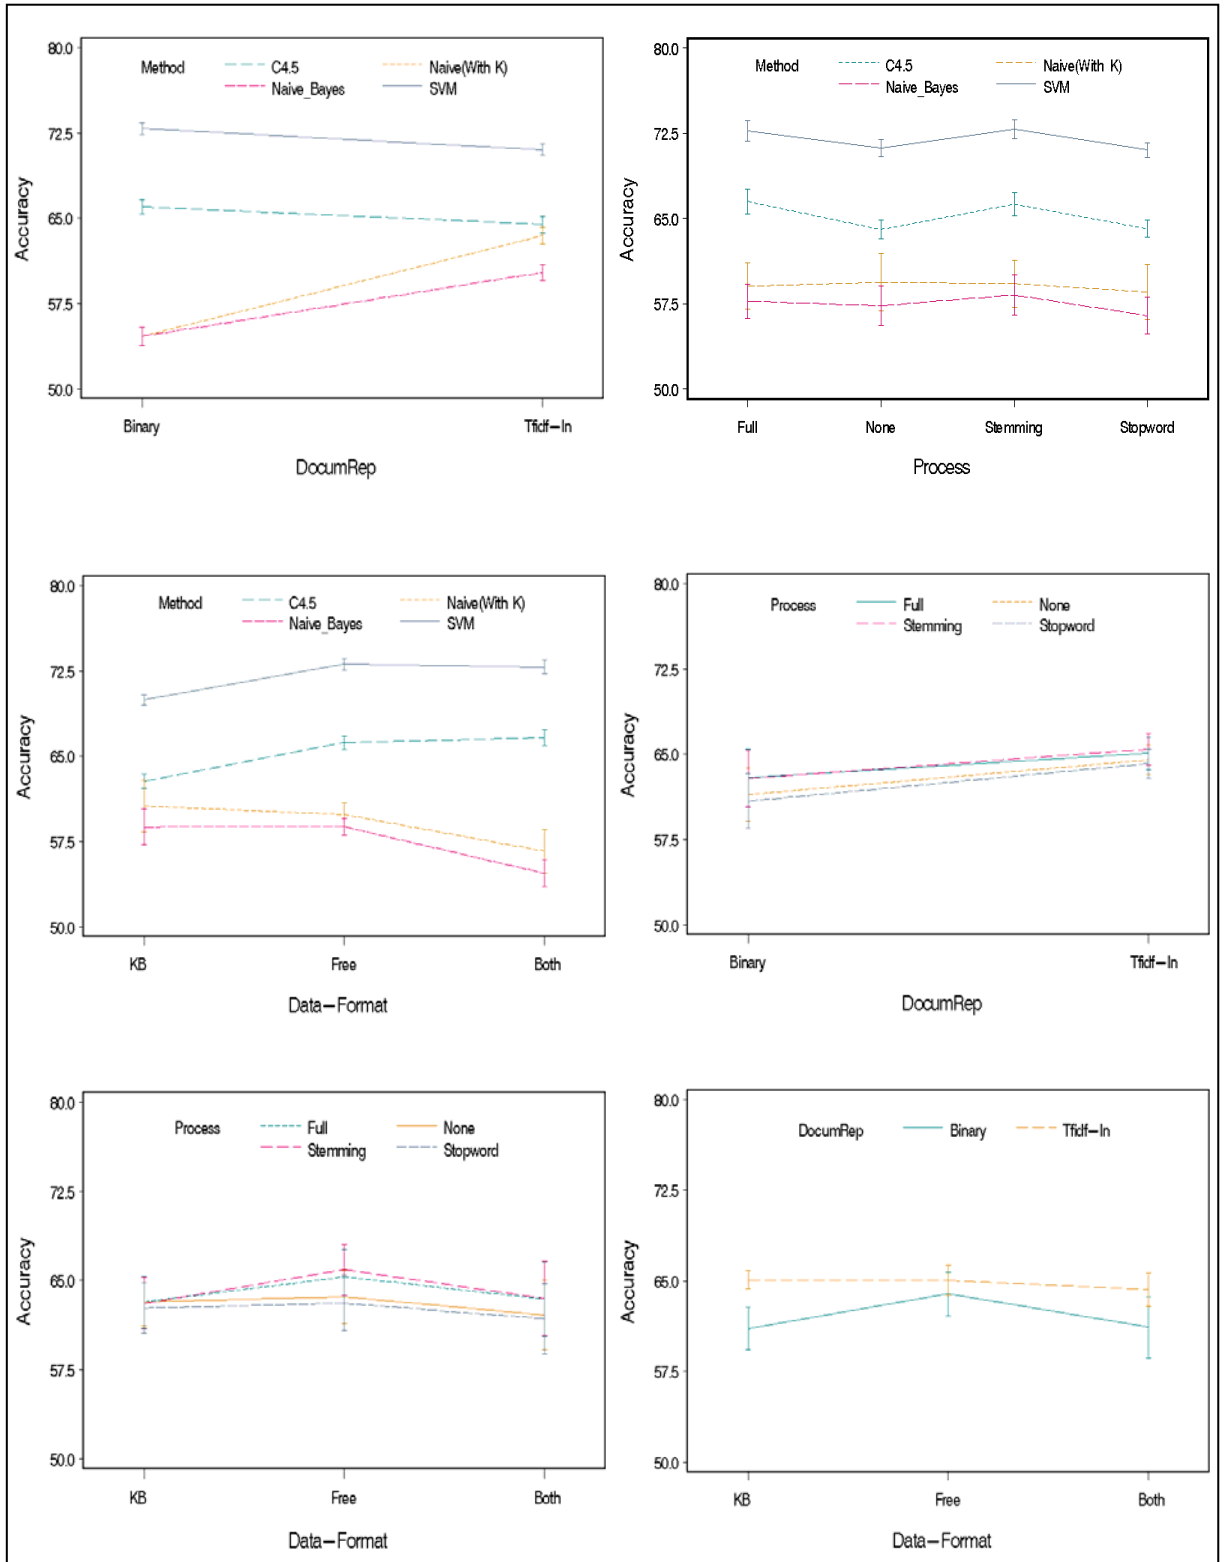 80.0
Method C4.5 Naive(With K)
Naive_Bayes SVM
72.5
65.0
57.5
50.0
Accuracy
Binary Tfidf-ln
DocumRep
80.0
Method C4.5 Naive(With K)
Naive_Bayes SVM
72.5
65.0
57.5
50.0
Accuracy
Full None Stemming Stopword
Process
80.0
Method C4.5 Naive(With K)
Naive_Bayes SVM
72.5
65.0
57.5
50.0
Accuracy
KB Free Both
Data-Format
80.0
Process Full None
Stemming Stopword
72.5
65.0
57.5
50.0
Accuracy
Binary Tfidf-ln
DocumRep
80.0
Process Full None
Stemming Stopword
72.5
65.0
57.5
50.0
Accuracy
KB Free Both
Data-Format
80.0
DocumRep Binary Tfidf-ln
72.5
65.0
57.5
50.0
Accuracy
KB Free Both
Data-Format